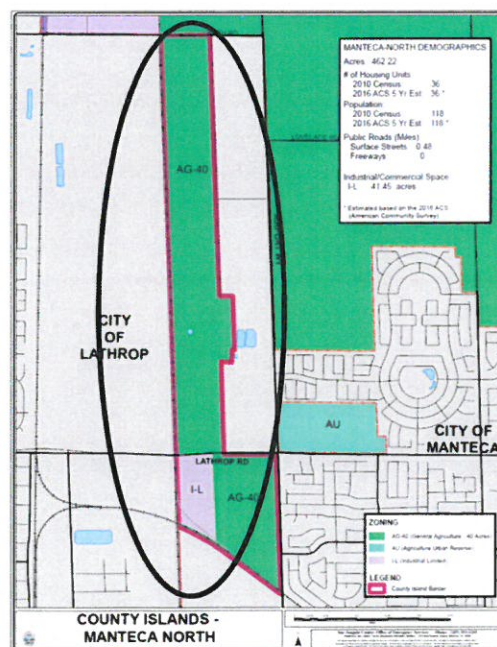 MANTECA-NORTH DEMOGRAPHICS
Acres 462.22
# of Housing Units
2010 Census 36
2016 ACS 5 Yr Est 36 *
Population
2010 Census 118
2016 ACS 5 Yr Est 118 *
Public Roads (Miles)
Surface Streets 0.48
Freeways 0
Industrial/Commercial Space
I-L 41.45 acres
* Estimated based on the 2016 ACS
(American Community Survey)
AG-40
CITY
OF
LATHROP
AU
CITY OF
MANTECA
LATHROP RD
I-L
AG-40
ZONING
AG-40 (General Agriculture - 40 Acres)
AU (Agriculture Urban Reserve)
I-L (Industrial Limited)
LEGEND
County Island Border
COUNTY ISLANDS -
MANTECA NORTH